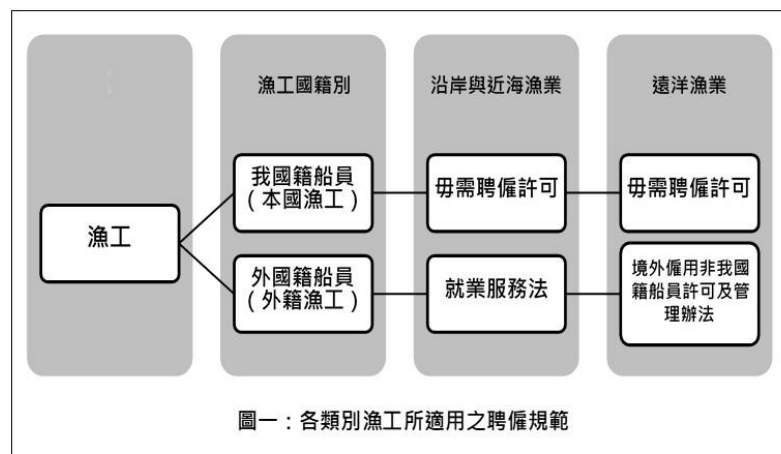 漁工國籍別
沿岸與近海漁業
遠洋漁業
漁工
我國籍船員
（本國漁工）
毋需聘僱許可
毋需聘僱許可
外國籍船員
（外籍漁工）
就業服務法
境外僱用非我國
籍船員許可及管
理辦法
圖一：各類別漁工所適用之聘僱規範